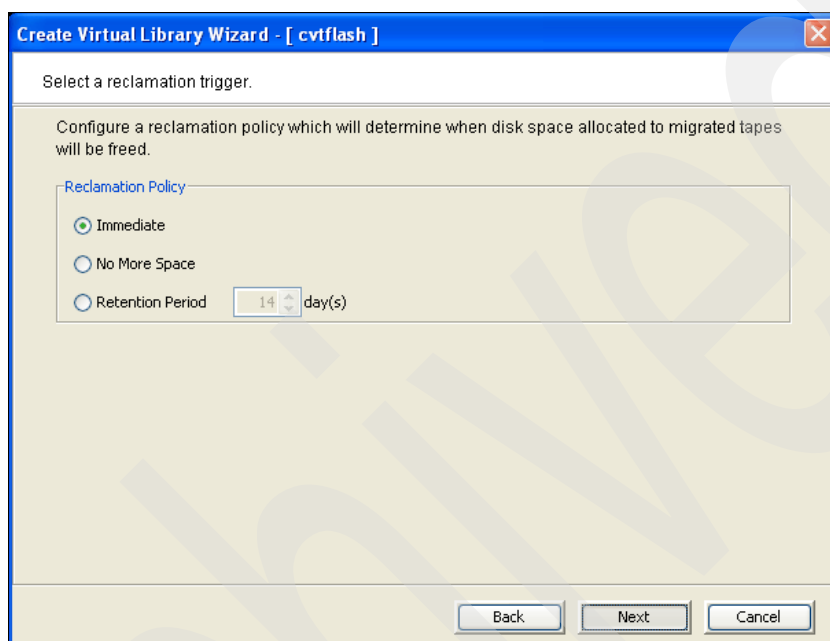 Create Virtual Library Wizard - [ cvtflash ]
Select a reclamation trigger.
Configure a reclamation policy which will determine when disk space allocated to migrated tapes
will be freed.
Reclamation Policy
Immediate
No More Space
Retention Period 14 day(s)
Back Next Cancel